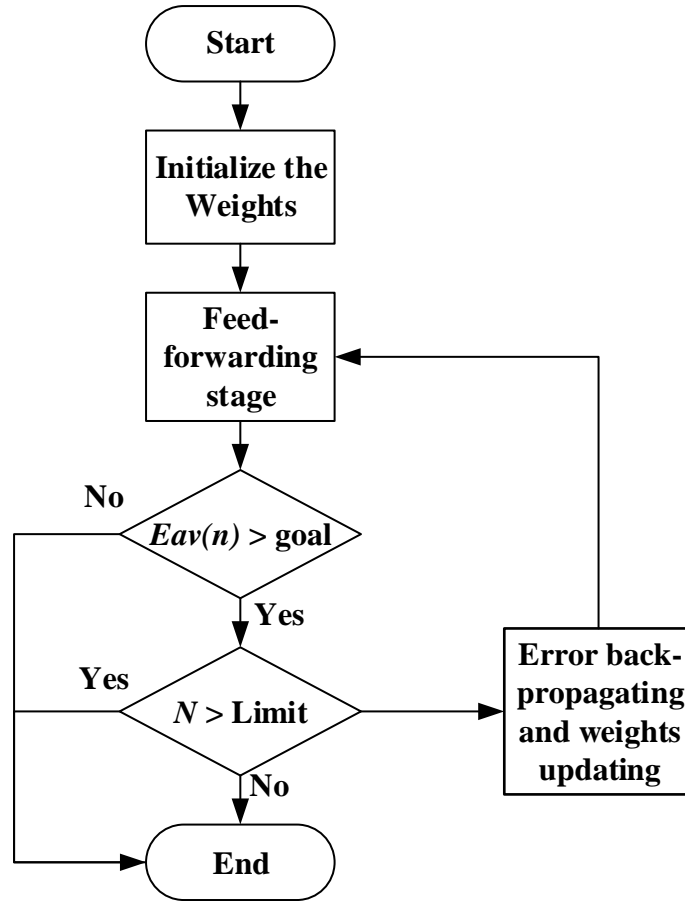 Start
Initialize the
Weights
Feed-
forwarding
stage
No
Eav(n) > goal
Yes
Yes
N > Limit
No
Error back-
propagating
and weights
updating
End